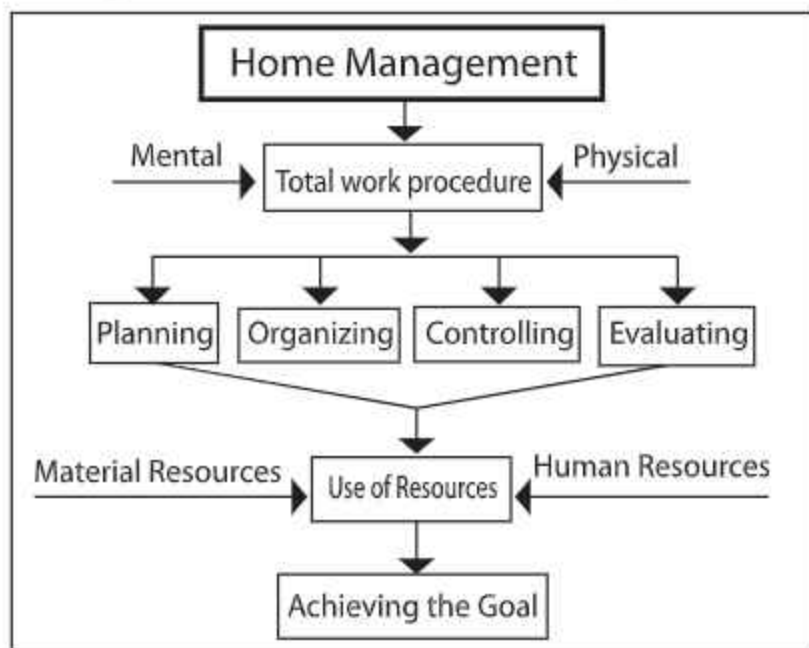 Home Management
Mental
Physical
Total work procedure
Planning
Organizing
Controlling
Evaluating
Material Resources
Human Resources
Use of Resources
Achieving the Goal